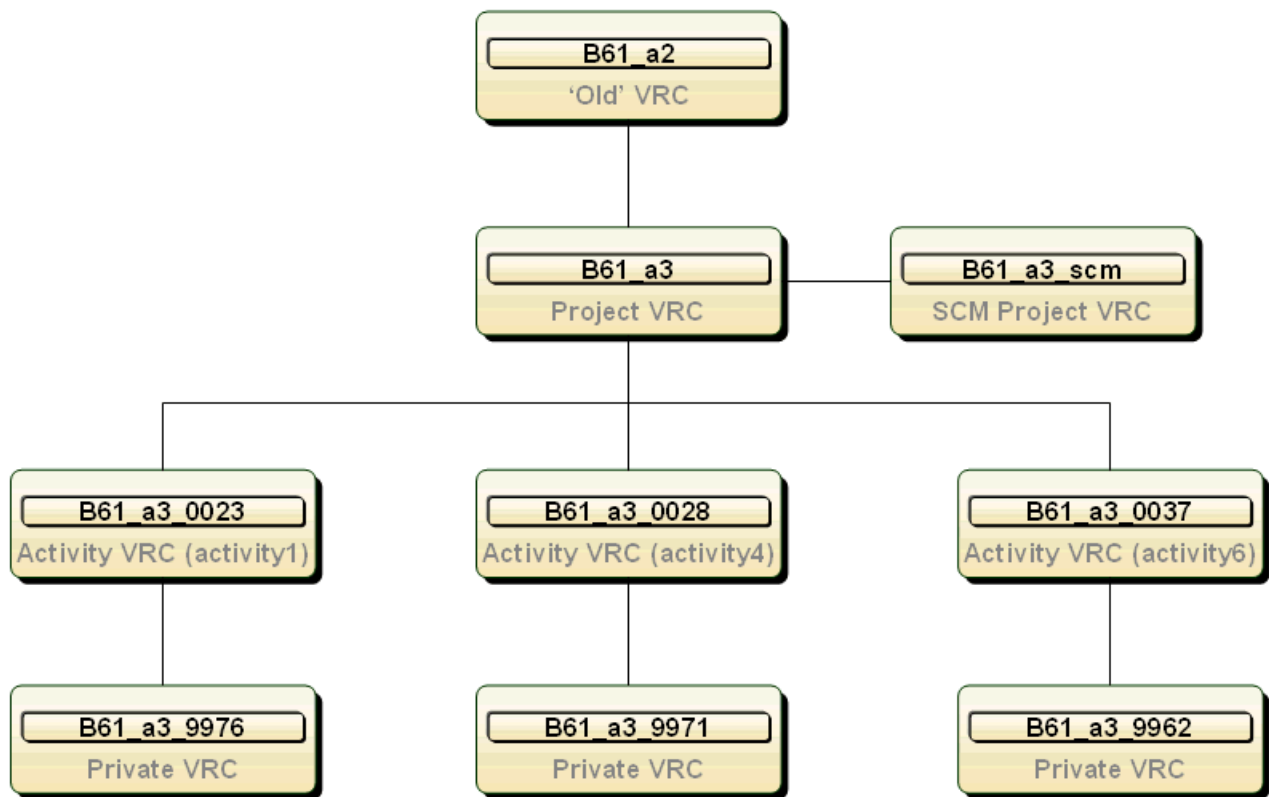 B61_a2
‘Old’ VRC
B61_a3
Project VRC
B61_a3_scm
SCM Project VRC
B61_a3_0023
Activity VRC (activity1)
B61_a3_0028
Activity VRC (activity4)
B61_a3_0037
Activity VRC (activity6)
B61_a3_9976
Private VRC
B61_a3_9971
Private VRC
B61_a3_9962
Private VRC